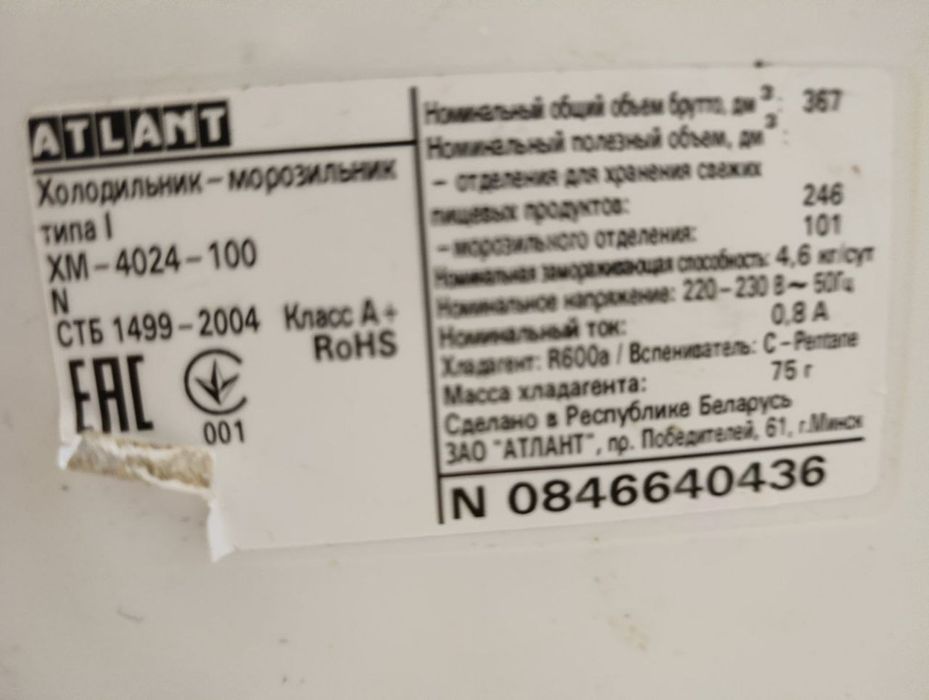 ATLANT
Холодильник-морозильник
типа I
ХМ-4024-100
N
СТБ 1499-2004 Класс А+
RoHS
EAC
001
Номинальный общий объем брутто, дм³: 367
Номинальный полезный объем, дм³:
- отделения для хранения свежих
пищевых продуктов: 246
-морозильного отделения: 101
Номинальная замораживающая способность: 4,6 кг/сут
Номинальное напряжение: 220-230 В~ 50Гц
Номинальный ток: 0,8 А
Хладагент: R600a / Вспениватель: C-Pentane
Масса хладагента: 75 г
Сделано в Республике Беларусь
ЗАО "АТЛАНТ", пр. Победителей, 61, г.Минск
N 0846640436